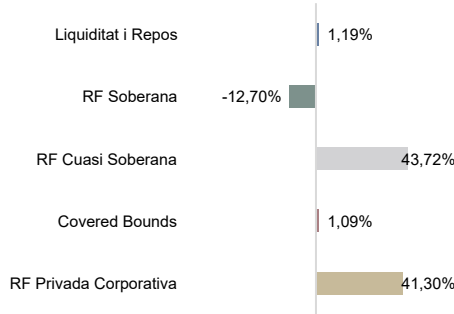 Liquiditat i Repos 1,19%
RF Soberana -12,70%
RF Cuasi Soberana 43,72%
Covered Bounds 1,09%
RF Privada Corporativa 41,30%